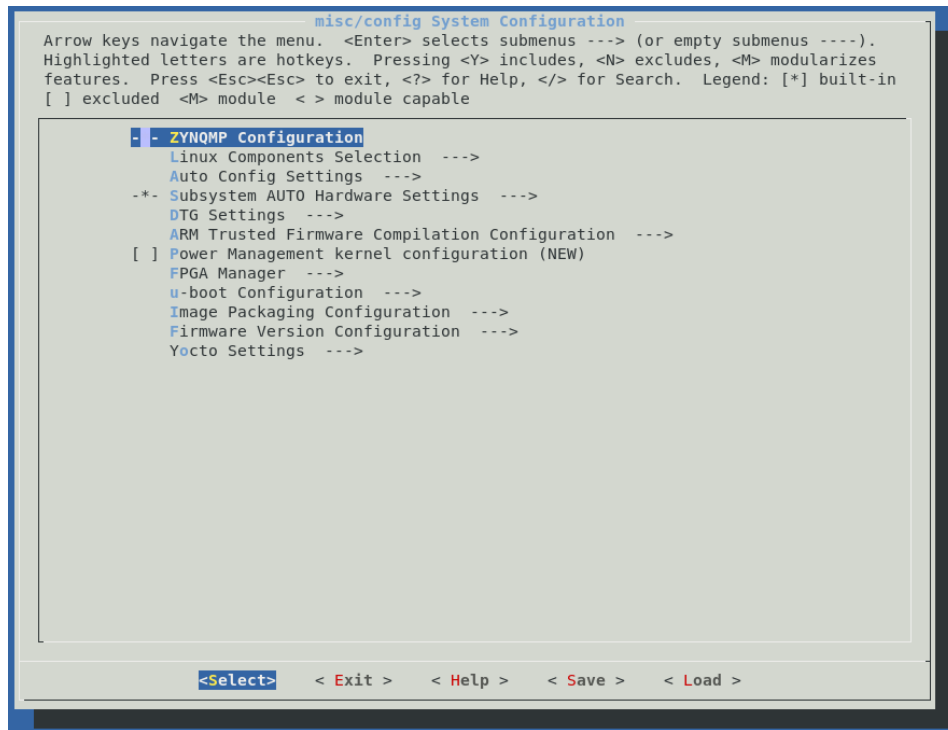 misc/config System Configuration
Arrow keys navigate the menu.  <Enter> selects submenus ---> (or empty submenus ----).
Highlighted letters are hotkeys.  Pressing <Y> includes, <N> excludes, <M> modularizes
features.  Press <Esc><Esc> to exit, <?> for Help, </> for Search.  Legend: [*] built-in
[ ] excluded  <M> module  < > module capable
- - ZYNQMP Configuration
Linux Components Selection  --->
Auto Config Settings  --->
-*- Subsystem AUTO Hardware Settings  --->
DTG Settings  --->
ARM Trusted Firmware Compilation Configuration  --->
[ ] Power Management kernel configuration (NEW)
FPGA Manager  --->
u-boot Configuration  --->
Image Packaging Configuration  --->
Firmware Version Configuration  --->
Yocto Settings  --->
<Select>    < Exit >    < Help >    < Save >    < Load >